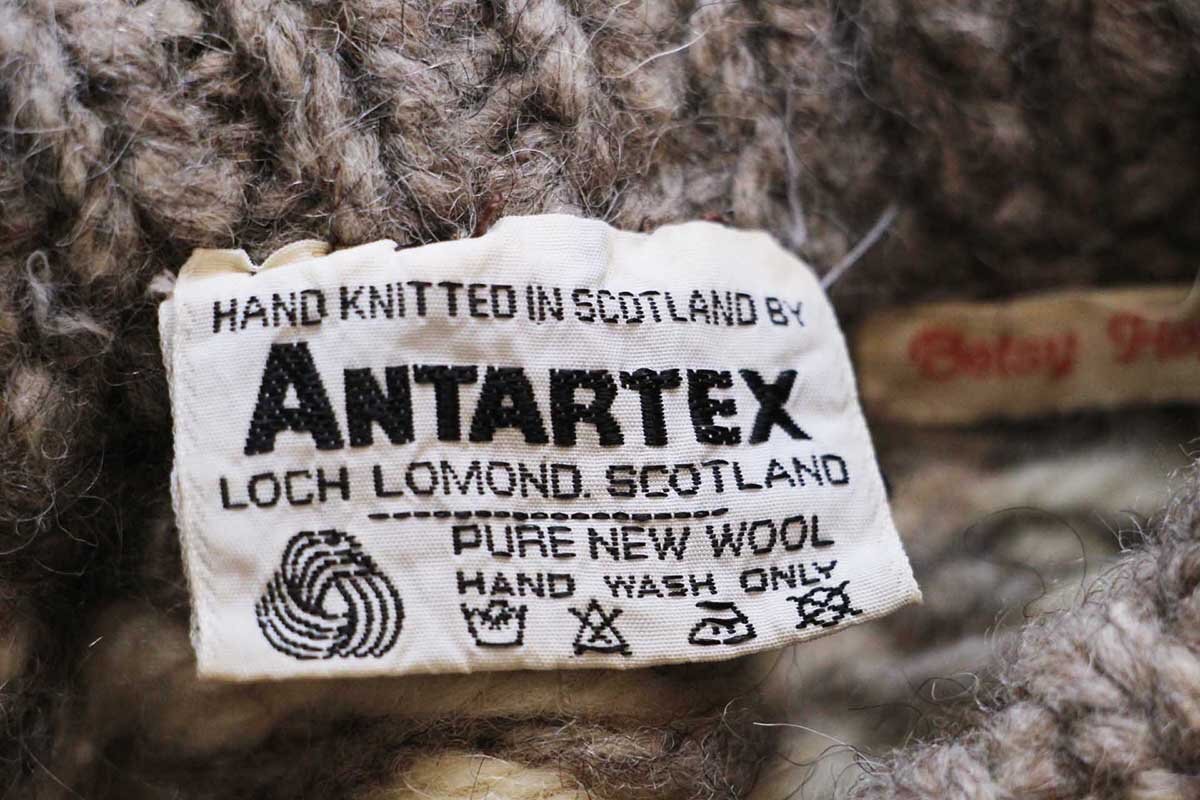 HAND KNITTED IN SCOTLAND BY
ANTARTEX
LOCH LOMOND. SCOTLAND
PURE NEW WOOL
HAND WASH ONLY
Betsy